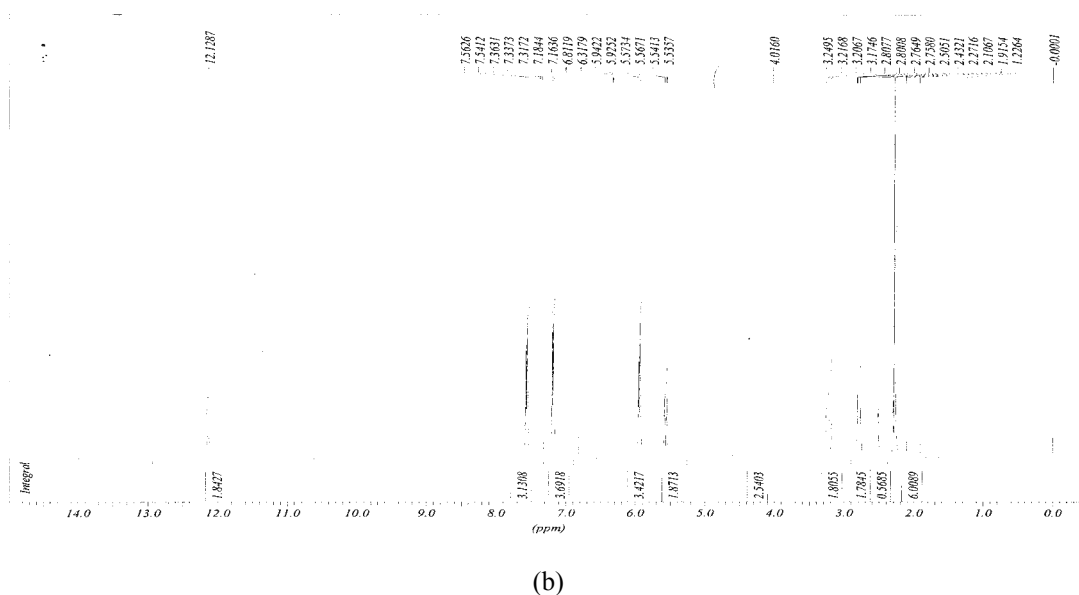 12.1287 7.5626 7.5412 7.3631 7.3373 7.3172 7.1844 7.1636 6.8119 6.3179 5.9422 5.9252 5.5734 5.5671 5.5413 5.5357 4.0160 3.2495 3.2168 3.2067 3.1746 2.8077 2.8008 2.7649 2.7580 2.5051 2.4321 2.2716 2.1067 1.9154 1.2264 -0.0001
Integral 1.8427 3.1308 3.6918 3.4217 1.8713 2.5403 1.8055 1.7845 0.5685 6.0089
14.0 13.0 12.0 11.0 10.0 9.0 8.0 7.0 6.0 5.0 4.0 3.0 2.0 1.0 0.0
(ppm)
(b)